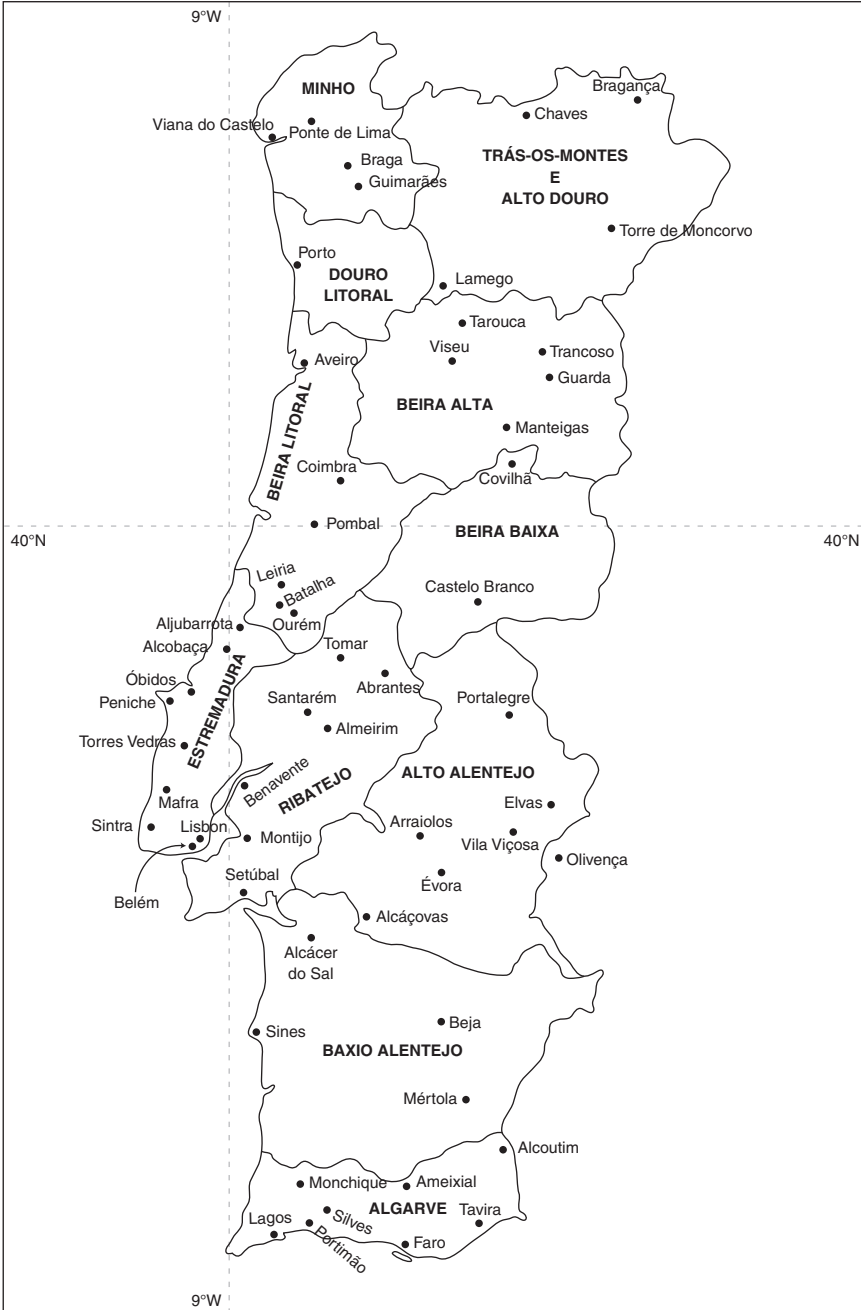 9°W
MINHO
Bragança
Chaves
Viana do Castelo
Ponte de Lima
TRÁS-OS-MONTES
E
ALTO DOURO
Braga
Guimarães
Torre de Moncorvo
Porto
DOURO
LITORAL
Lamego
Tarouca
Viseu
Trancoso
Aveiro
Guarda
BEIRA ALTA
BEIRA LITORAL
Manteigas
Coimbra
Covilhã
Pombal
BEIRA BAIXA
40°N
40°N
Leiria
Batalha
Castelo Branco
Ourém
Aljubarrota
Alcobaça
Tomar
Óbidos
Abrantes
Peniche
ESTREMADURA
Santarém
Portalegre
Almeirim
Torres Vedras
Benavente
RIBATEJO
ALTO ALENTEJO
Mafra
Elvas
Sintra
Lisbon
Montijo
Arraiolos
Vila Viçosa
Olivença
Setúbal
Évora
Belém
Alcáçovas
Alcácer
do Sal
Beja
Sines
BAXIO ALENTEJO
Mértola
Alcoutim
Monchique
Ameixial
ALGARVE
Silves
Tavira
Lagos
Portimão
Faro
9°W